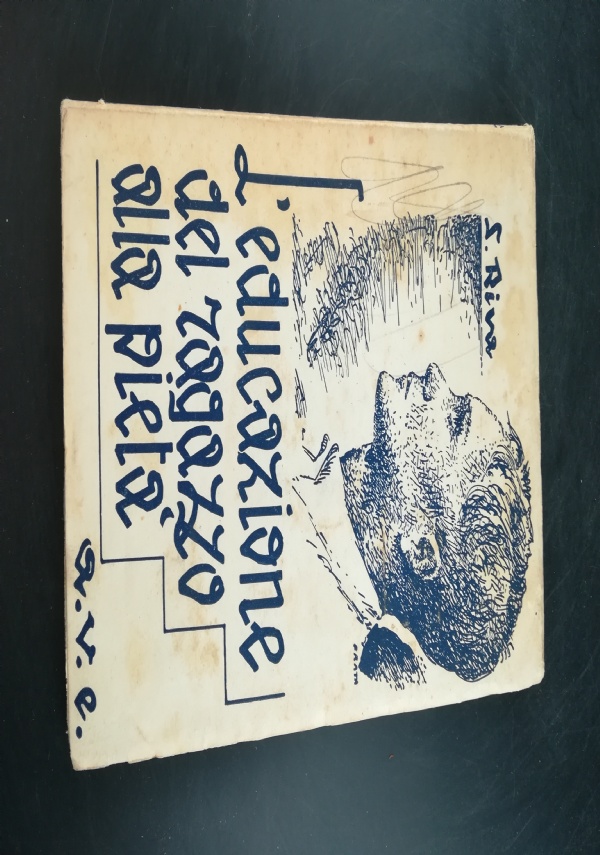 S. Riva
L'educazione
del ragazzo
alla pietà
a.v.e.